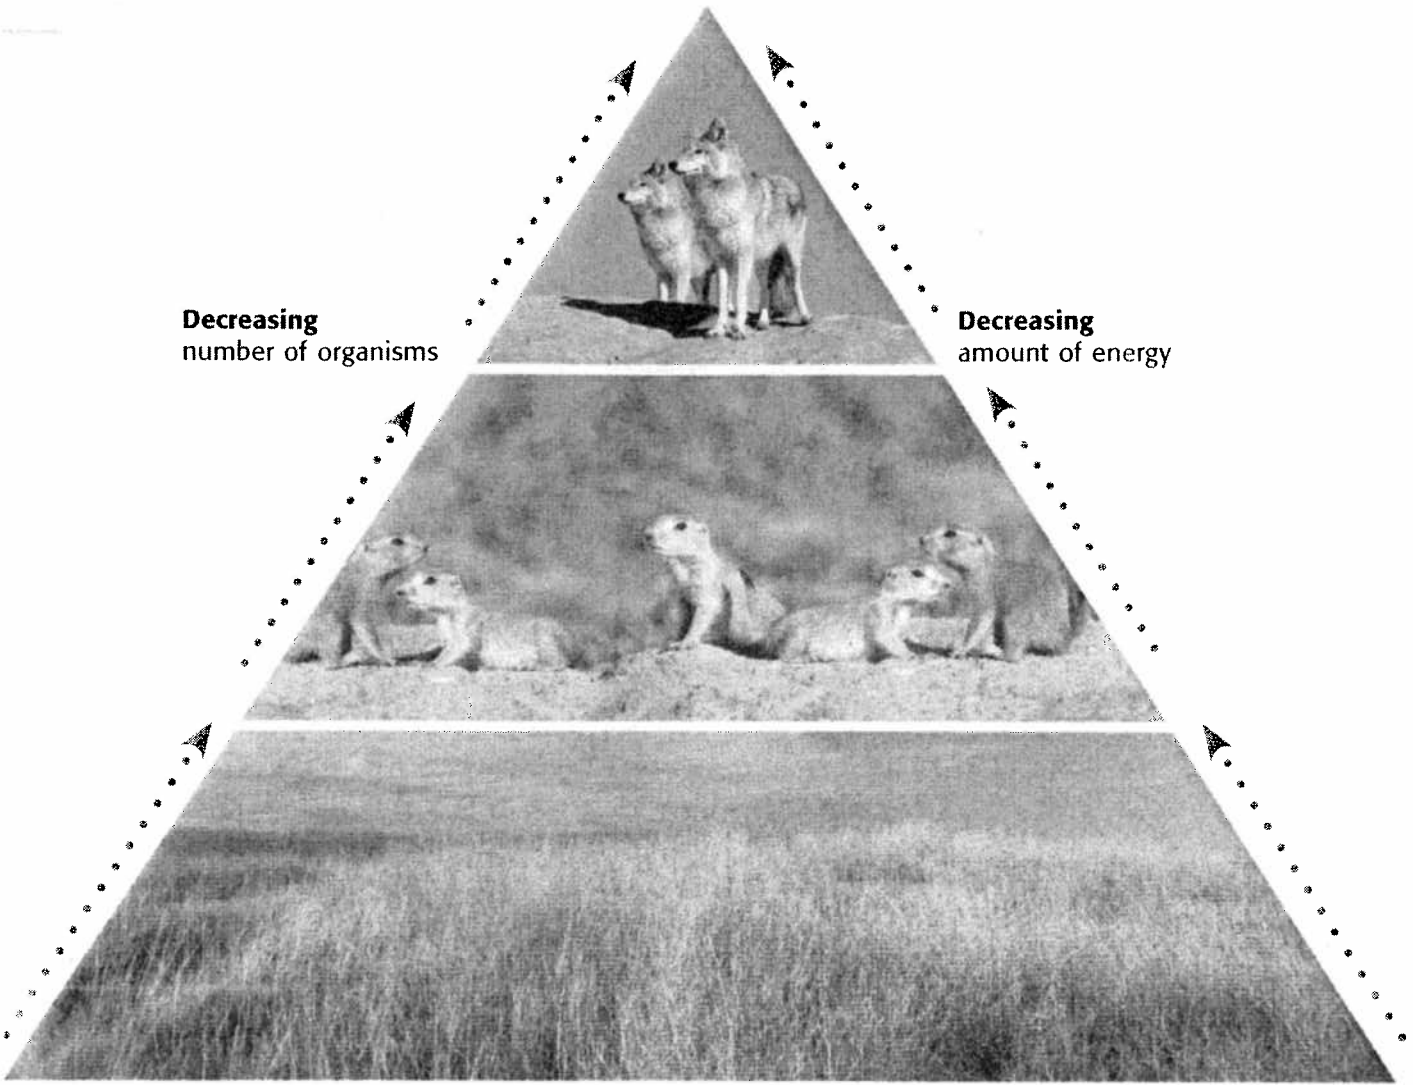 Decreasing
number of organisms
Decreasing
amount of energy